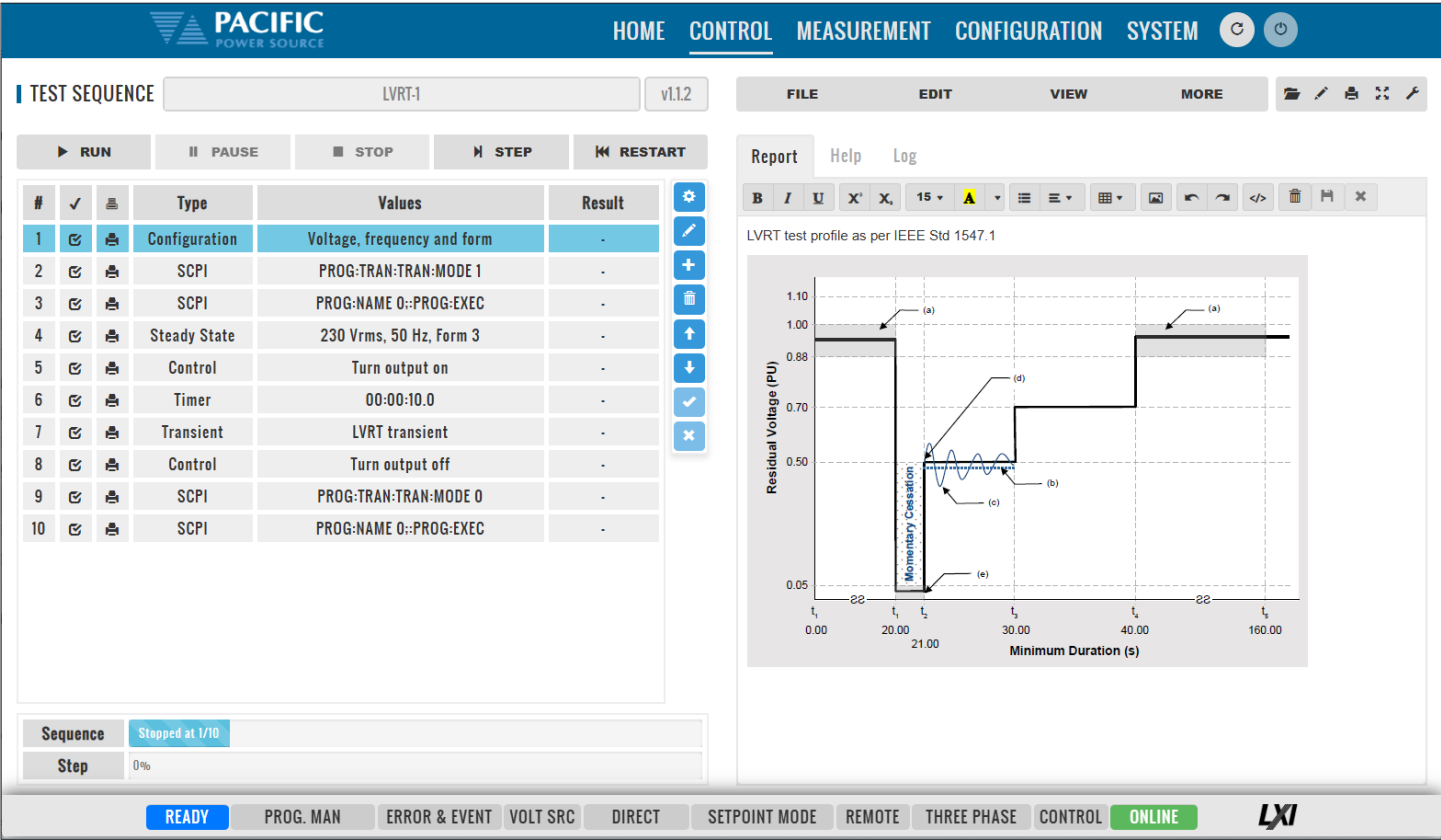 PACIFIC
POWER SOURCE
HOME CONTROL MEASUREMENT CONFIGURATION SYSTEM
TEST SEQUENCE LVRT-1 v1.1.2
FILE EDIT VIEW MORE
RUN PAUSE STOP STEP RESTART
# Type Values Result
1 Configuration Voltage, frequency and form -
2 SCPI PROG:TRAN:TRAN:MODE 1 -
3 SCPI PROG:NAME 0;:PROG:EXEC -
4 Steady State 230 Vrms, 50 Hz, Form 3 -
5 Control Turn output on -
6 Timer 00:00:10.0 -
7 Transient LVRT transient -
8 Control Turn output off -
9 SCPI PROG:TRAN:TRAN:MODE 0 -
10 SCPI PROG:NAME 0;:PROG:EXEC -
Sequence Stopped at 1/10
Step 0%
Report Help Log
B I U X² X₂ 15 A </>
LVRT test profile as per IEEE Std 1547.1
Residual Voltage (PU)
1.10
1.00
0.88
0.70
0.50
0.05
(a) (a)
(d)
(b)
(c)
(e)
Momentary Cessation
t₁ t₁ t₂ t₃ t₄
0.00 20.00 30.00 40.00 160.00
21.00
Minimum Duration (s)
READY PROG. MAN ERROR & EVENT VOLT SRC DIRECT SETPOINT MODE REMOTE THREE PHASE CONTROL ONLINE LXI